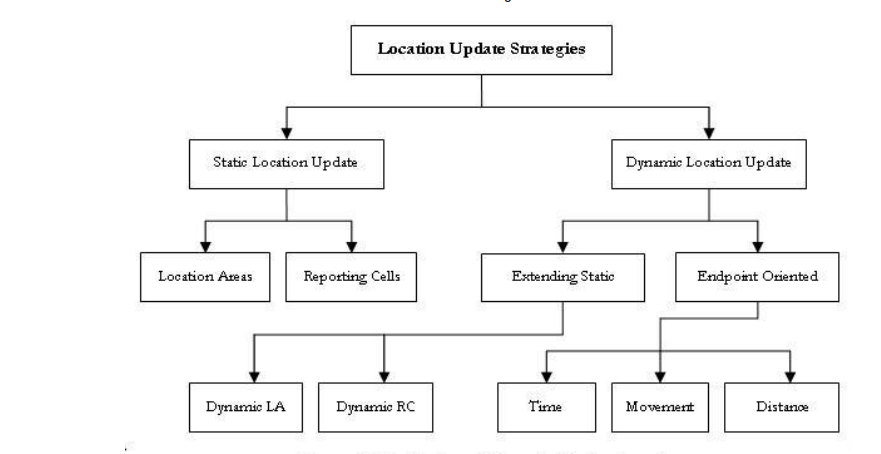 Location Update Strategies
Static Location Update
Dynamic Location Update
Location Areas
Reporting Cells
Extending Static
Endpoint Oriented
Dynamic LA
Dynamic RC
Time
Movement
Distance